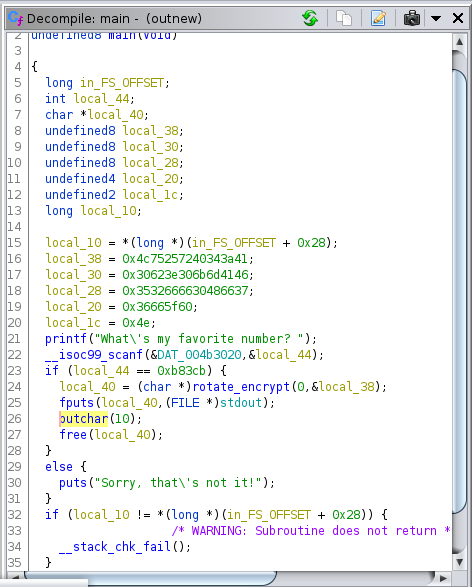 Decompile: main - (outnew)
2 undefined8 main(void)
3
4 {
5 long in_FS_OFFSET;
6 int local_44;
7 char *local_40;
8 undefined8 local_38;
9 undefined8 local_30;
10 undefined8 local_28;
11 undefined4 local_20;
12 undefined2 local_1c;
13 long local_10;
14
15 local_10 = *(long *)(in_FS_OFFSET + 0x28);
16 local_38 = 0x4c75257240343a41;
17 local_30 = 0x30623e306b6d4146;
18 local_28 = 0x3532666630486637;
19 local_20 = 0x36665f60;
20 local_1c = 0x4e;
21 printf("What\'s my favorite number? ");
22 __isoc99_scanf(&DAT_004b3020,&local_44);
23 if (local_44 == 0xb83cb) {
24 local_40 = (char *)rotate_encrypt(0,&local_38);
25 fputs(local_40,(FILE *)stdout);
26 putchar(10);
27 free(local_40);
28 }
29 else {
30 puts("Sorry, that\'s not it!");
31 }
32 if (local_10 != *(long *)(in_FS_OFFSET + 0x28)) {
33 /* WARNING: Subroutine does not return *
34 __stack_chk_fail();
35 }